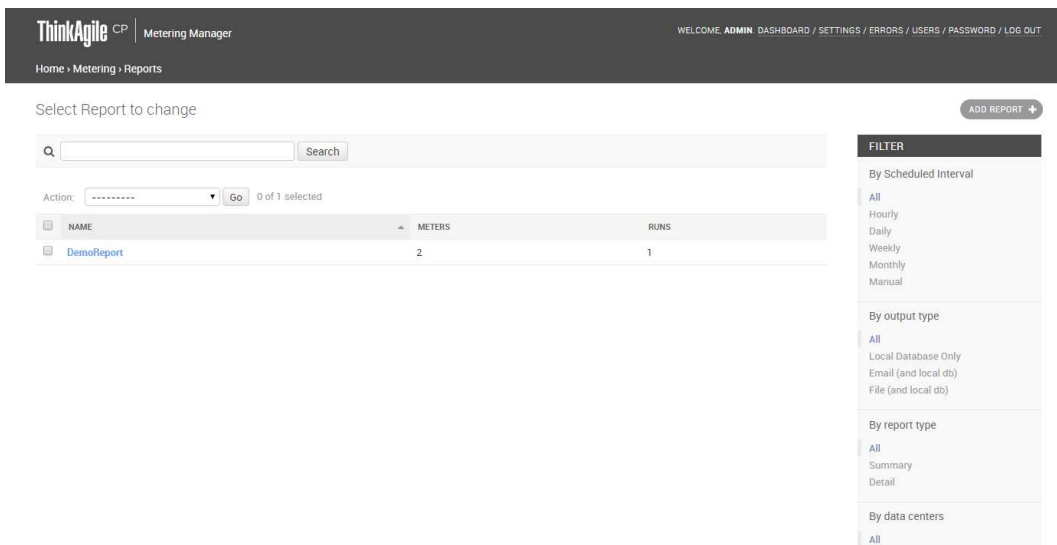 ThinkAgile CP | Metering Manager
WELCOME, ADMIN. DASHBOARD / SETTINGS / ERRORS / USERS / PASSWORD / LOG OUT
Home › Metering › Reports
Select Report to change
ADD REPORT +
Search
Action: --------- Go 0 of 1 selected
NAME METERS RUNS
DemoReport 2 1
FILTER
By Scheduled Interval
All
Hourly
Daily
Weekly
Monthly
Manual
By output type
All
Local Database Only
Email (and local db)
File (and local db)
By report type
All
Summary
Detail
By data centers
All